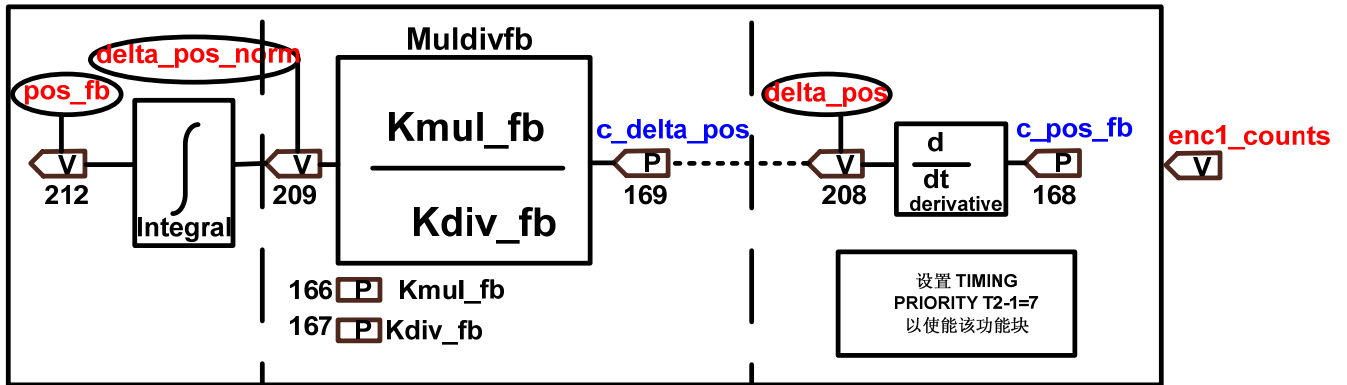 Muldivfb
delta_pos_norm
pos_fb
V
212
Integral
V
209
Kmul_fb
Kdiv_fb
c_delta_pos
P
169
delta_pos
V
208
d
dt
derivative
c_pos_fb
P
168
enc1_counts
V
166 P Kmul_fb
167 P Kdiv_fb
设置 TIMING
PRIORITY T2-1=7
以使能该功能块